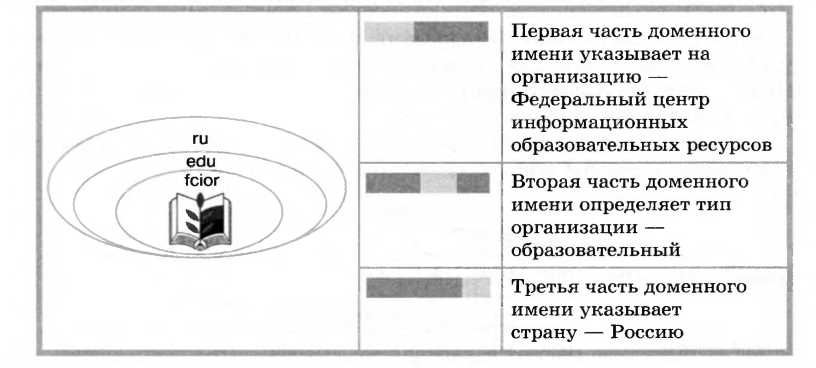 ru
edu
fcior
Первая часть доменного
имени указывает на
организацию —
Федеральный центр
информационных
образовательных ресурсов
Вторая часть доменного
имени определяет тип
организации —
образовательный
Третья часть доменного
имени указывает
страну — Россию